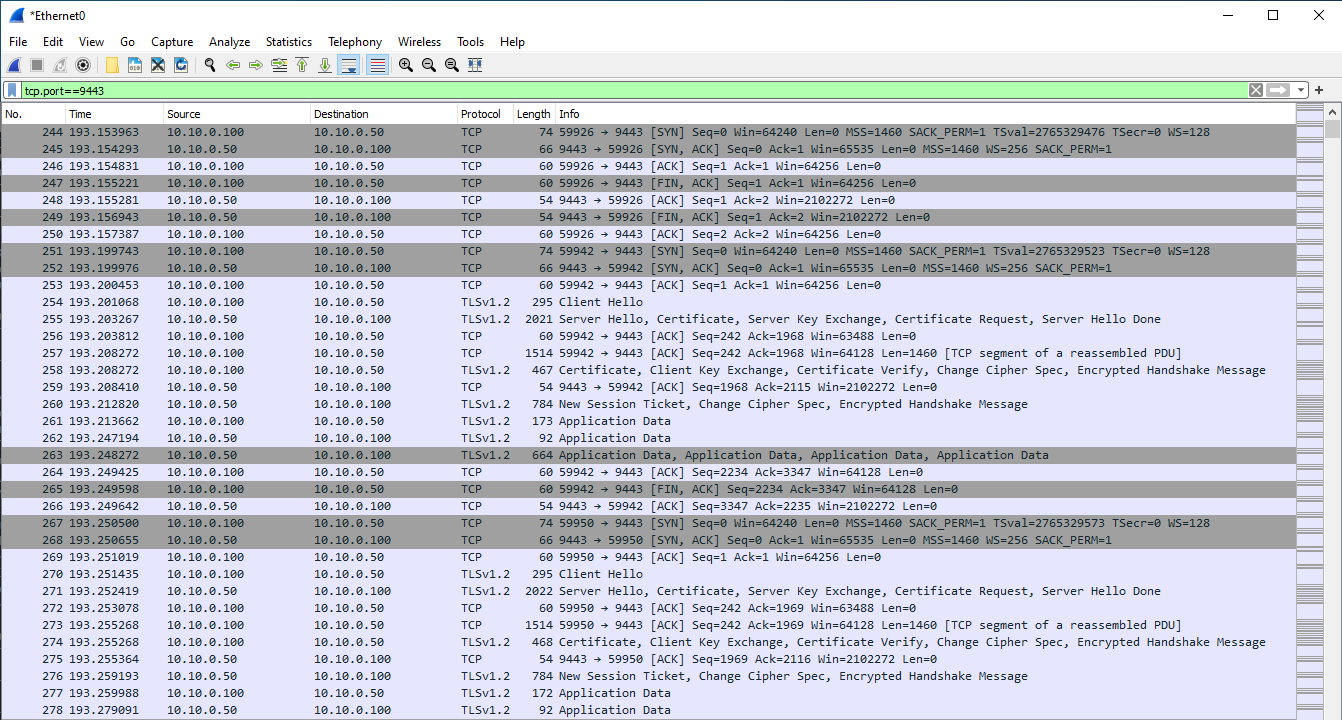 *Ethernet0
File Edit View Go Capture Analyze Statistics Telephony Wireless Tools Help
tcp.port==9443
No. Time Source Destination Protocol Length Info
244 193.153963 10.10.0.100 10.10.0.50 TCP 74 59926 → 9443 [SYN] Seq=0 Win=64240 Len=0 MSS=1460 SACK_PERM=1 TSval=2765329476 TSecr=0 WS=128
245 193.154293 10.10.0.50 10.10.0.100 TCP 66 9443 → 59926 [SYN, ACK] Seq=0 Ack=1 Win=65535 Len=0 MSS=1460 WS=256 SACK_PERM=1
246 193.154831 10.10.0.100 10.10.0.50 TCP 60 59926 → 9443 [ACK] Seq=1 Ack=1 Win=64256 Len=0
247 193.155221 10.10.0.100 10.10.0.50 TCP 60 59926 → 9443 [FIN, ACK] Seq=1 Ack=1 Win=64256 Len=0
248 193.155281 10.10.0.50 10.10.0.100 TCP 54 9443 → 59926 [ACK] Seq=1 Ack=2 Win=2102272 Len=0
249 193.156943 10.10.0.50 10.10.0.100 TCP 54 9443 → 59926 [FIN, ACK] Seq=1 Ack=2 Win=2102272 Len=0
250 193.157387 10.10.0.100 10.10.0.50 TCP 60 59926 → 9443 [ACK] Seq=2 Ack=2 Win=64256 Len=0
251 193.199743 10.10.0.100 10.10.0.50 TCP 74 59942 → 9443 [SYN] Seq=0 Win=64240 Len=0 MSS=1460 SACK_PERM=1 TSval=2765329523 TSecr=0 WS=128
252 193.199976 10.10.0.50 10.10.0.100 TCP 66 9443 → 59942 [SYN, ACK] Seq=0 Ack=1 Win=65535 Len=0 MSS=1460 WS=256 SACK_PERM=1
253 193.200453 10.10.0.100 10.10.0.50 TCP 60 59942 → 9443 [ACK] Seq=1 Ack=1 Win=64256 Len=0
254 193.201068 10.10.0.100 10.10.0.50 TLSv1.2 295 Client Hello
255 193.203267 10.10.0.50 10.10.0.100 TLSv1.2 2021 Server Hello, Certificate, Server Key Exchange, Certificate Request, Server Hello Done
256 193.203812 10.10.0.100 10.10.0.50 TCP 60 59942 → 9443 [ACK] Seq=242 Ack=1968 Win=63488 Len=0
257 193.208272 10.10.0.100 10.10.0.50 TCP 1514 59942 → 9443 [ACK] Seq=242 Ack=1968 Win=64128 Len=1460 [TCP segment of a reassembled PDU]
258 193.208272 10.10.0.100 10.10.0.50 TLSv1.2 467 Certificate, Client Key Exchange, Certificate Verify, Change Cipher Spec, Encrypted Handshake Message
259 193.208410 10.10.0.50 10.10.0.100 TCP 54 9443 → 59942 [ACK] Seq=1968 Ack=2115 Win=2102272 Len=0
260 193.212820 10.10.0.50 10.10.0.100 TLSv1.2 784 New Session Ticket, Change Cipher Spec, Encrypted Handshake Message
261 193.213662 10.10.0.100 10.10.0.50 TLSv1.2 173 Application Data
262 193.247194 10.10.0.50 10.10.0.100 TLSv1.2 92 Application Data
263 193.248272 10.10.0.50 10.10.0.100 TLSv1.2 664 Application Data, Application Data, Application Data, Application Data
264 193.249425 10.10.0.100 10.10.0.50 TCP 60 59942 → 9443 [ACK] Seq=2234 Ack=3347 Win=64128 Len=0
265 193.249598 10.10.0.100 10.10.0.50 TCP 60 59942 → 9443 [FIN, ACK] Seq=2234 Ack=3347 Win=64128 Len=0
266 193.249642 10.10.0.50 10.10.0.100 TCP 54 9443 → 59942 [ACK] Seq=3347 Ack=2235 Win=2102272 Len=0
267 193.250500 10.10.0.100 10.10.0.50 TCP 74 59950 → 9443 [SYN] Seq=0 Win=64240 Len=0 MSS=1460 SACK_PERM=1 TSval=2765329573 TSecr=0 WS=128
268 193.250655 10.10.0.50 10.10.0.100 TCP 66 9443 → 59950 [SYN, ACK] Seq=0 Ack=1 Win=65535 Len=0 MSS=1460 WS=256 SACK_PERM=1
269 193.251019 10.10.0.100 10.10.0.50 TCP 60 59950 → 9443 [ACK] Seq=1 Ack=1 Win=64256 Len=0
270 193.251435 10.10.0.100 10.10.0.50 TLSv1.2 295 Client Hello
271 193.252419 10.10.0.50 10.10.0.100 TLSv1.2 2022 Server Hello, Certificate, Server Key Exchange, Certificate Request, Server Hello Done
272 193.253078 10.10.0.100 10.10.0.50 TCP 60 59950 → 9443 [ACK] Seq=242 Ack=1969 Win=63488 Len=0
273 193.255268 10.10.0.100 10.10.0.50 TCP 1514 59950 → 9443 [ACK] Seq=242 Ack=1969 Win=64128 Len=1460 [TCP segment of a reassembled PDU]
274 193.255268 10.10.0.100 10.10.0.50 TLSv1.2 468 Certificate, Client Key Exchange, Certificate Verify, Change Cipher Spec, Encrypted Handshake Message
275 193.255364 10.10.0.50 10.10.0.100 TCP 54 9443 → 59950 [ACK] Seq=1969 Ack=2116 Win=2102272 Len=0
276 193.259193 10.10.0.50 10.10.0.100 TLSv1.2 784 New Session Ticket, Change Cipher Spec, Encrypted Handshake Message
277 193.259988 10.10.0.100 10.10.0.50 TLSv1.2 172 Application Data
278 193.279091 10.10.0.50 10.10.0.100 TLSv1.2 92 Application Data